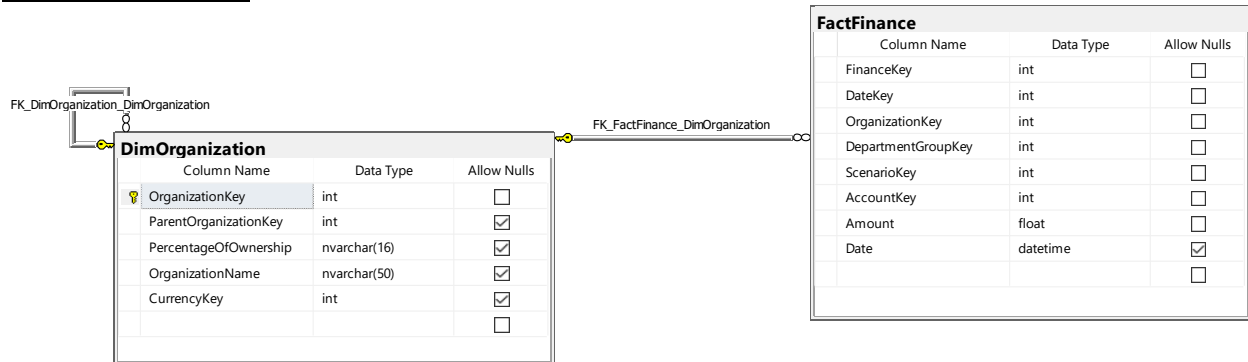 FactFinance
Column Name Data Type Allow Nulls
FinanceKey int
DateKey int
OrganizationKey int
DepartmentGroupKey int
ScenarioKey int
AccountKey int
Amount float
Date datetime
FK_DimOrganization_DimOrganization
FK_FactFinance_DimOrganization
DimOrganization
Column Name Data Type Allow Nulls
OrganizationKey int
ParentOrganizationKey int
PercentageOfOwnership nvarchar(16)
OrganizationName nvarchar(50)
CurrencyKey int